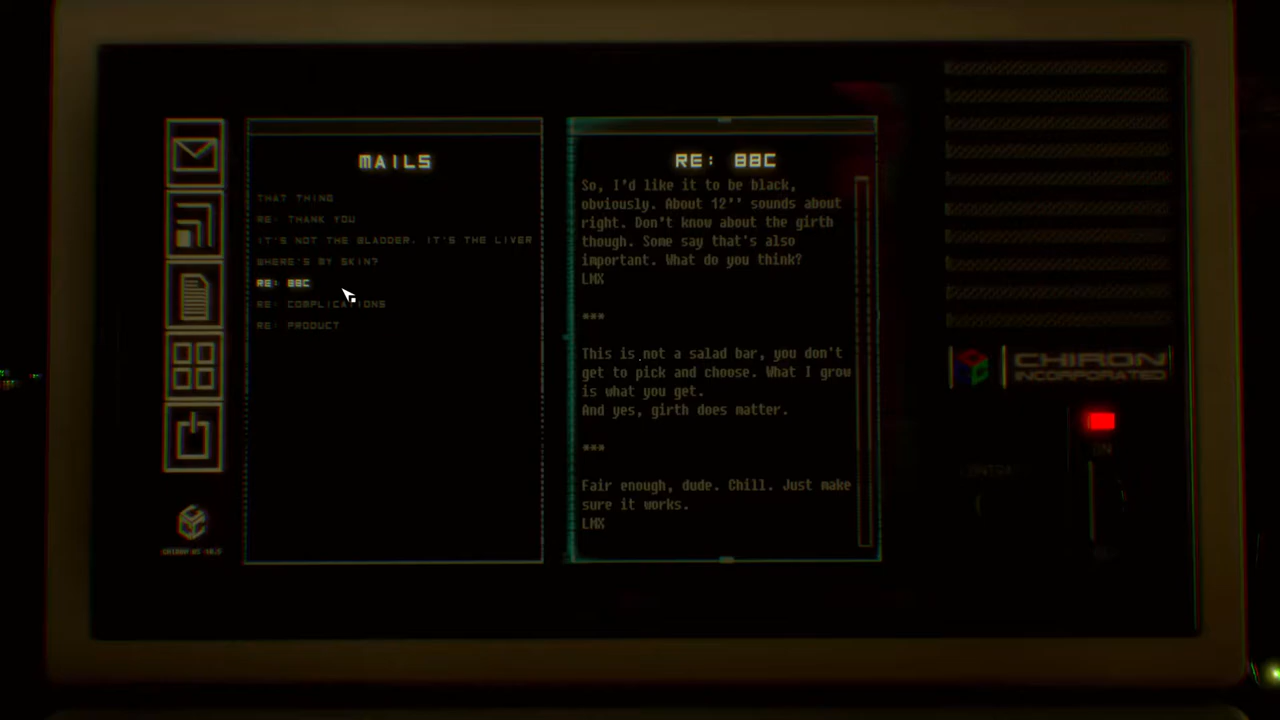 MAILS
THAT THING
RE: THANK YOU
IT'S NOT THE BLADDER. IT'S THE LIVER
WHERE'S MY SKIN?
RE: BBC
RE: COMPLICATIONS
RE: PRODUCT
RE: BBC
So, I'd like it to be black,
obviously. About 12'' sounds about
right. Don't know about the girth
though. Some say that's also
important. What do you think?
LMX
***
This is not a salad bar, you don't
get to pick and choose. What I grow
is what you get.
And yes, girth does matter.
***
Fair enough, dude. Chill. Just make
sure it works.
LMX
CHIRON
INCORPORATED
ON